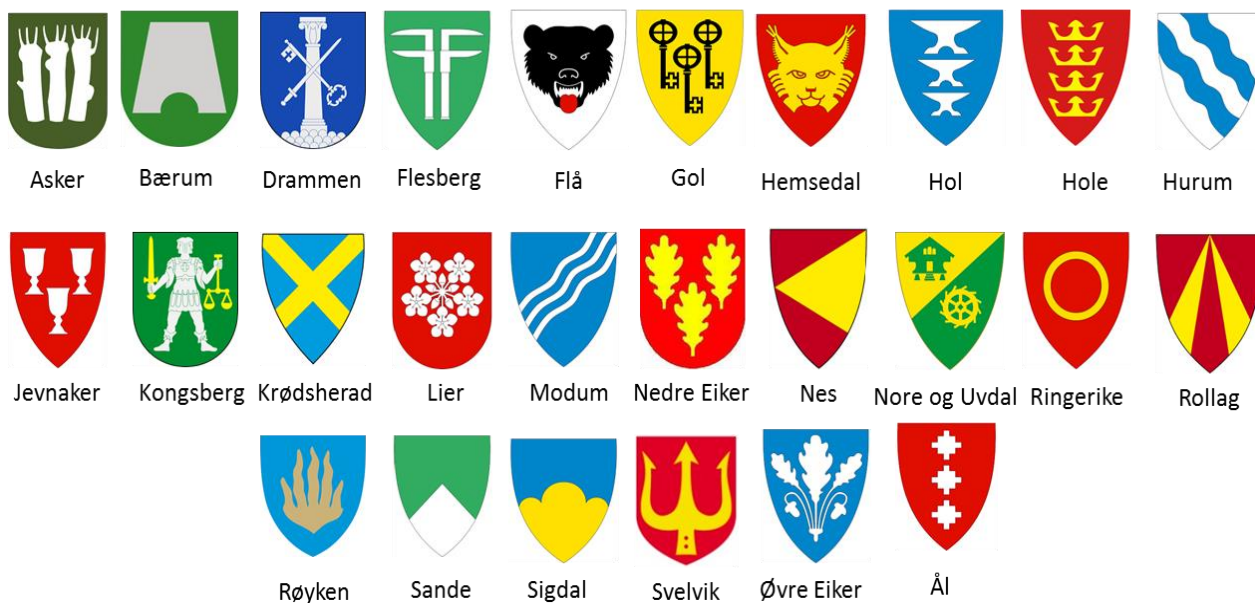 Asker Bærum Drammen Flesberg Flå Gol Hemsedal Hol Hole Hurum
Jevnaker Kongsberg Krødsherad Lier Modum Nedre Eiker Nes Nore og Uvdal Ringerike Rollag
Røyken Sande Sigdal Svelvik Øvre Eiker Ål